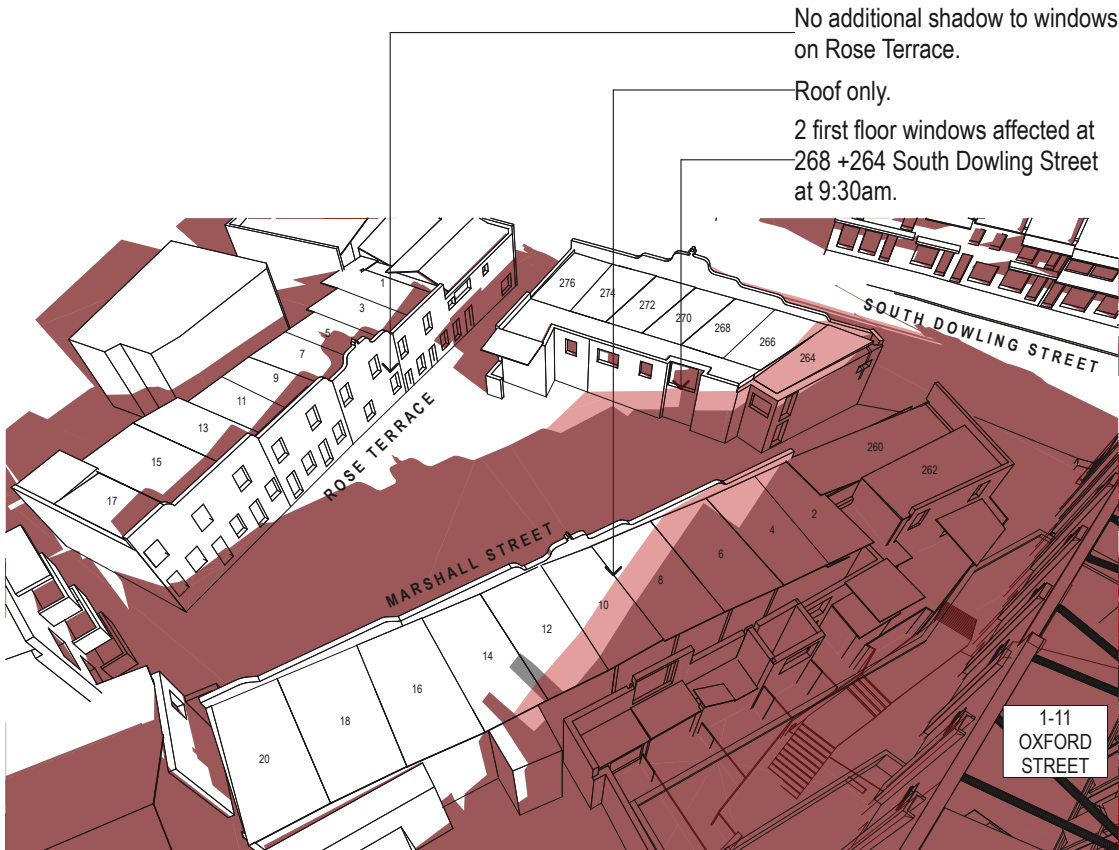 No additional shadow to windows
on Rose Terrace.
Roof only.
2 first floor windows affected at
268 +264 South Dowling Street
at 9:30am.
SOUTH DOWLING STREET
1
3
5
7
9
11
13
15
17
276
274
272
270
268
266
264
ROSE TERRACE
260
262
MARSHALL STREET
2
4
6
8
10
12
14
16
18
20
1-11
OXFORD
STREET